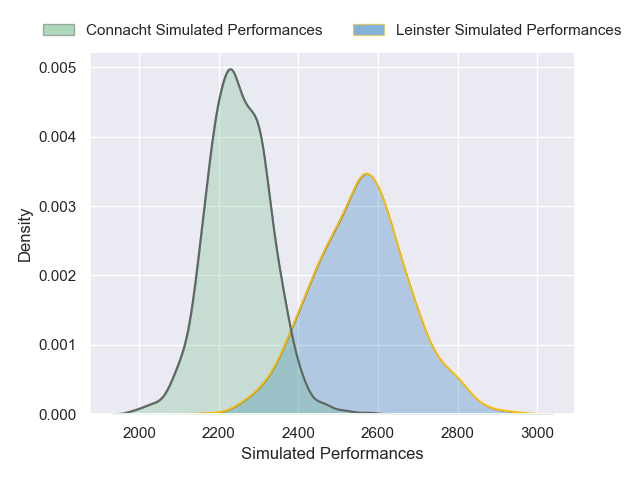 Connacht Simulated Performances
Leinster Simulated Performances
0.005
0.004
0.003
0.002
0.001
0.000
Density
2000 2200 2400 2600 2800 3000
Simulated Performances